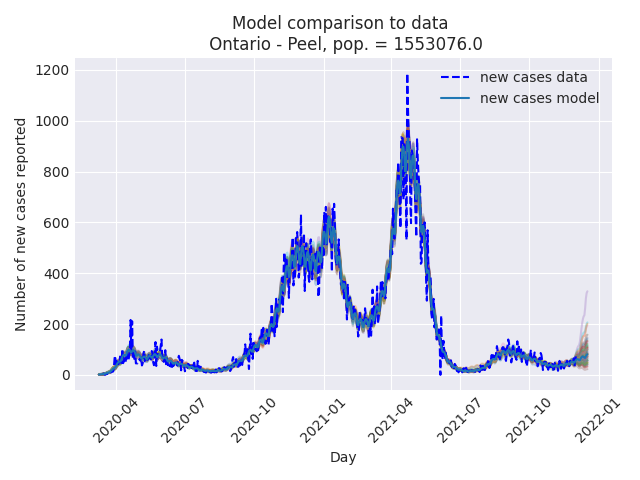 Model comparison to data
Ontario - Peel, pop. = 1553076.0
new cases data
new cases model
Number of new cases reported
1200
1000
800
600
400
200
0
2020-04
2020-07
2020-10
2021-01
2021-04
2021-07
2021-10
2022-01
Day